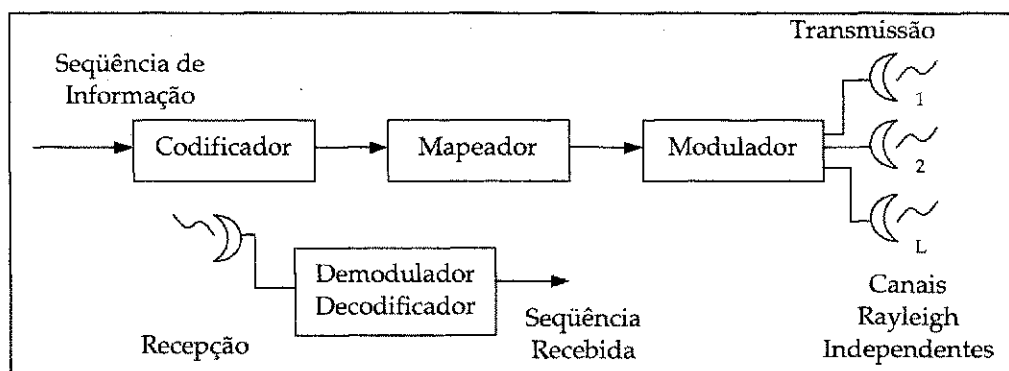 Transmissão
Seqüência de
Informação
Codificador
Mapeador
Modulador
1
2
L
Demodulador
Decodificador
Recepção
Seqüência
Recebida
Canais
Rayleigh
Independentes